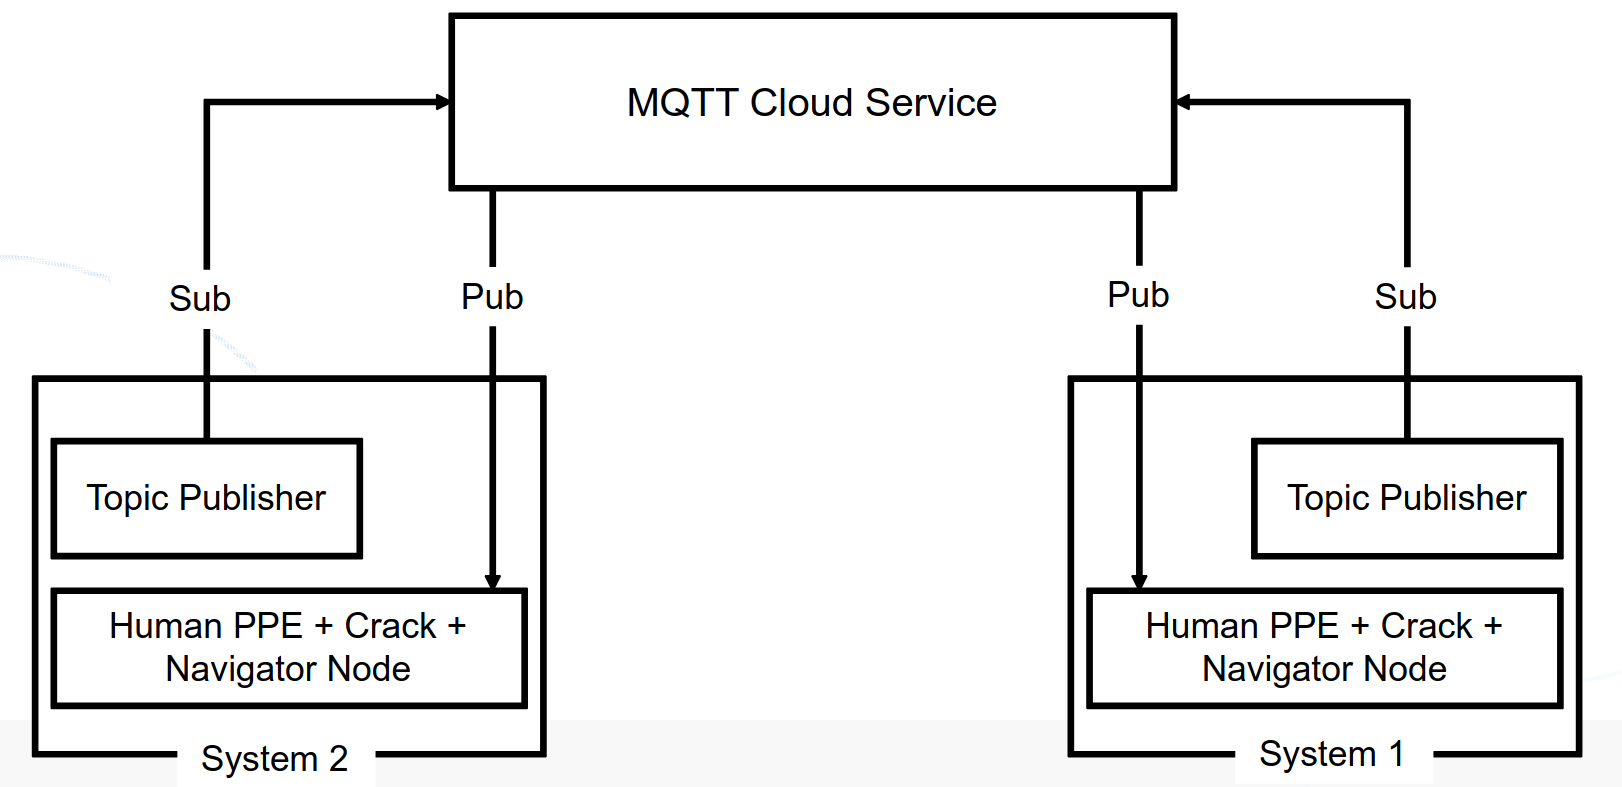 MQTT Cloud Service
Sub
Pub
Pub
Sub
Topic Publisher
Topic Publisher
Human PPE + Crack +
Navigator Node
Human PPE + Crack +
Navigator Node
System 2
System 1